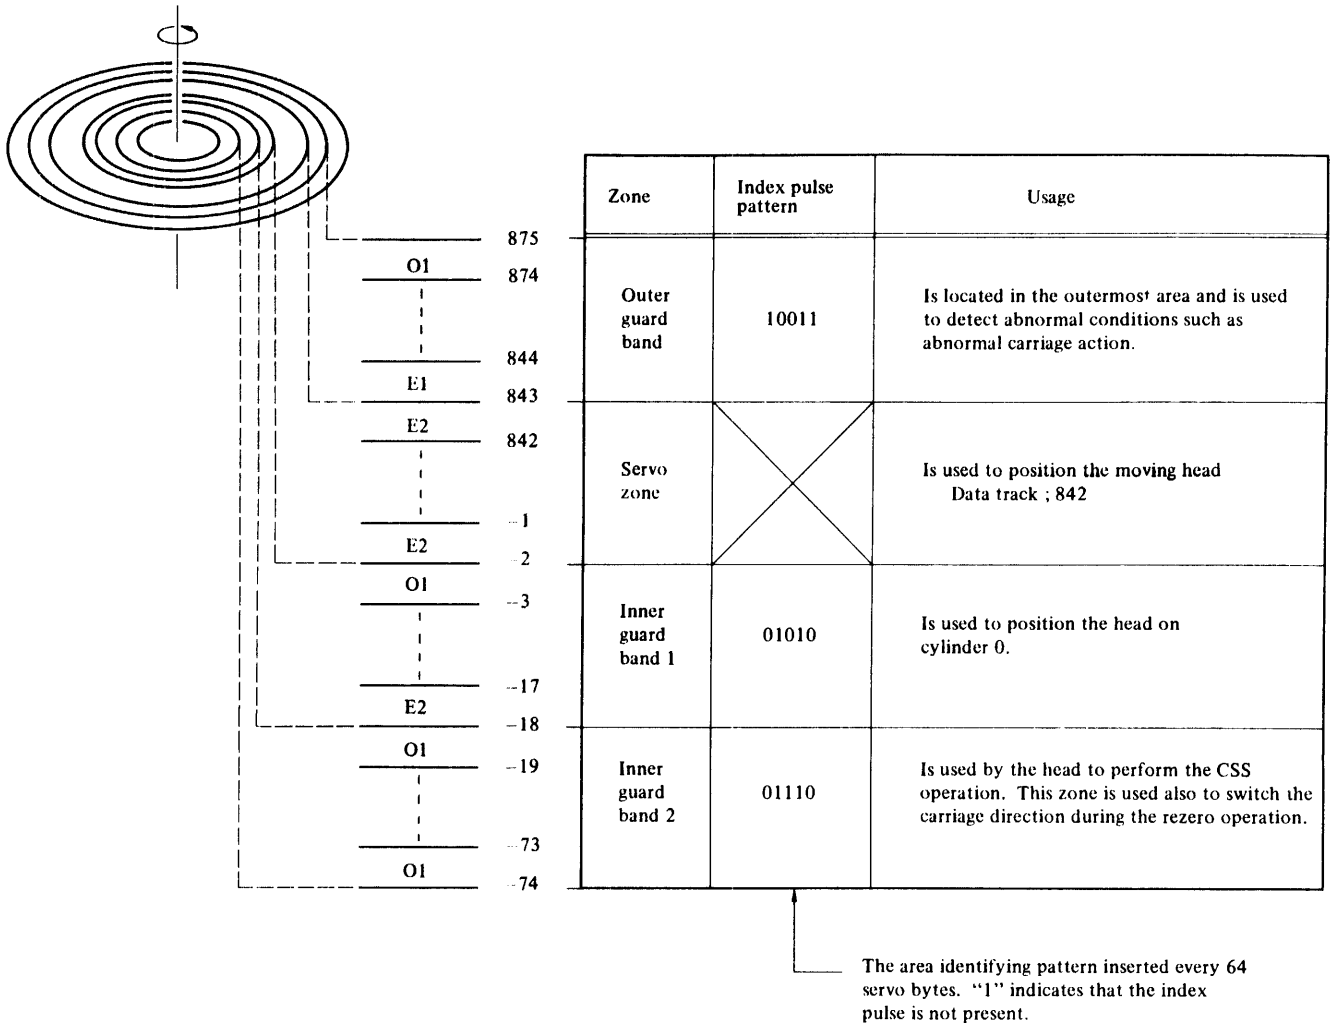 Zone
Index pulse
pattern
Usage
875
O1
874
844
E1
843
E2
842
-1
E2
-2
O1
-3
-17
E2
-18
O1
-19
-73
O1
-74
Outer
guard
band
10011
Is located in the outermost area and is used
to detect abnormal conditions such as
abnormal carriage action.
Servo
zone
Is used to position the moving head
Data track ; 842
Inner
guard
band 1
01010
Is used to position the head on
cylinder 0.
Inner
guard
band 2
01110
Is used by the head to perform the CSS
operation. This zone is used also to switch the
carriage direction during the rezero operation.
The area identifying pattern inserted every 64
servo bytes. “1” indicates that the index
pulse is not present.